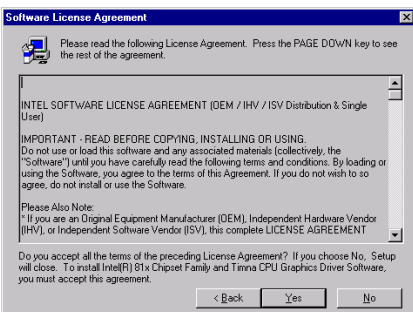 Software License Agreement
Please read the following License Agreement. Press the PAGE DOWN key to see
the rest of the agreement.
INTEL SOFTWARE LICENSE AGREEMENT (OEM / IHV / ISV Distribution & Single
User)
IMPORTANT - READ BEFORE COPYING, INSTALLING OR USING.
Do not use or load this software and any associated materials (collectively, the
"Software") until you have carefully read the following terms and conditions. By loading or
using the Software, you agree to the terms of this Agreement. If you do not wish to so
agree, do not install or use the Software.
Please Also Note:
* If you are an Original Equipment Manufacturer (OEM), Independent Hardware Vendor
(IHV), or Independent Software Vendor (ISV), this complete LICENSE AGREEMENT
Do you accept all the terms of the preceding License Agreement? If you choose No, Setup
will close. To install Intel(R) 81x Chipset Family and Timna CPU Graphics Driver Software,
you must accept this agreement.
< Back Yes No